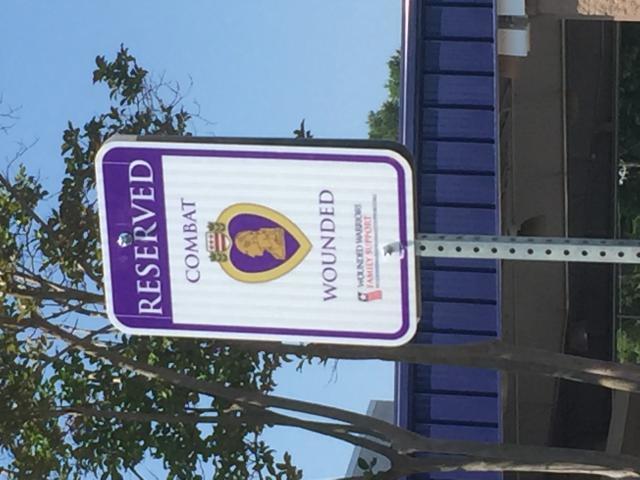 RESERVED
COMBAT
WOUNDED
WOUNDED WARRIORS
FAMILY SUPPORT